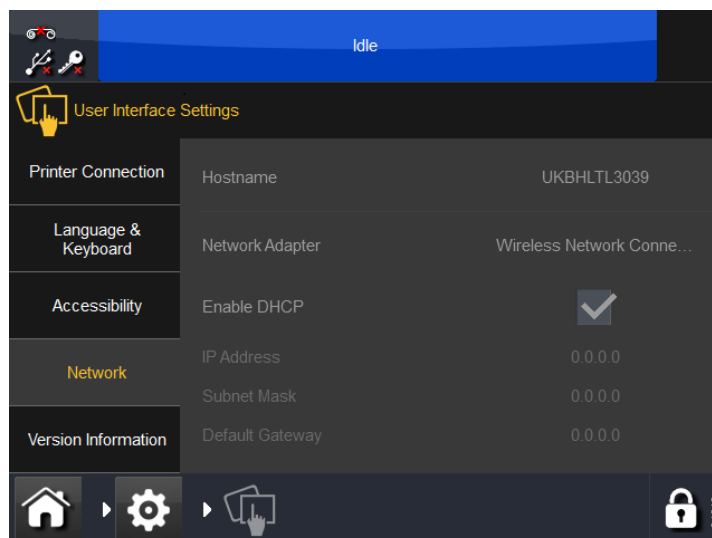 Idle
User Interface Settings
Printer Connection
Hostname UKBHLTL3039
Language &
Keyboard
Network Adapter Wireless Network Conne...
Accessibility
Enable DHCP
IP Address 0.0.0.0
Network
Subnet Mask 0.0.0.0
Version Information
Default Gateway 0.0.0.0